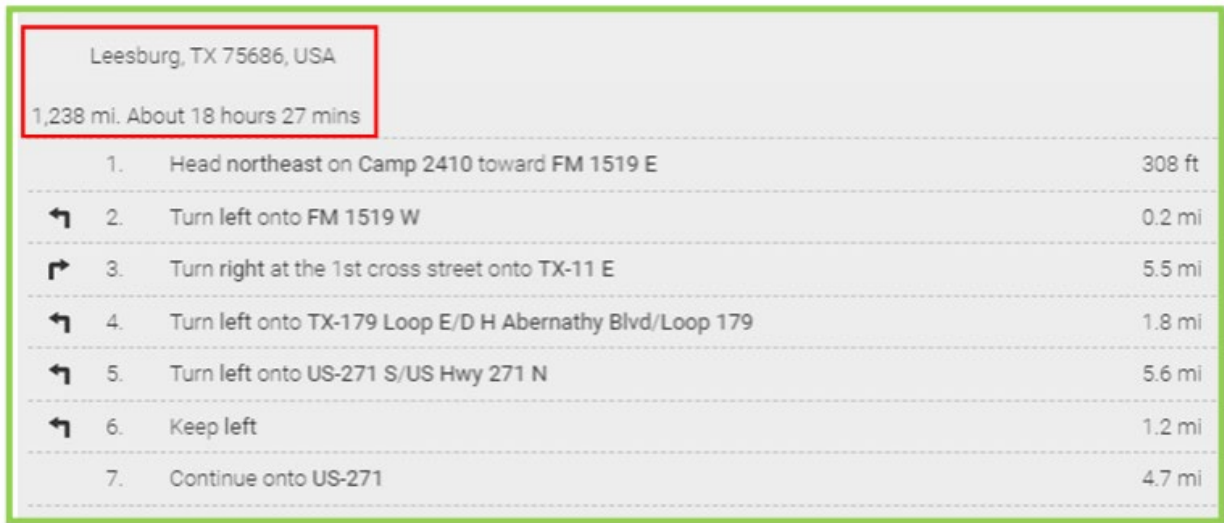 Leesburg, TX 75686, USA
1,238 mi. About 18 hours 27 mins
1. Head northeast on Camp 2410 toward FM 1519 E 308 ft
2. Turn left onto FM 1519 W 0.2 mi
3. Turn right at the 1st cross street onto TX-11 E 5.5 mi
4. Turn left onto TX-179 Loop E/D H Abernathy Blvd/Loop 179 1.8 mi
5. Turn left onto US-271 S/US Hwy 271 N 5.6 mi
6. Keep left 1.2 mi
7. Continue onto US-271 4.7 mi